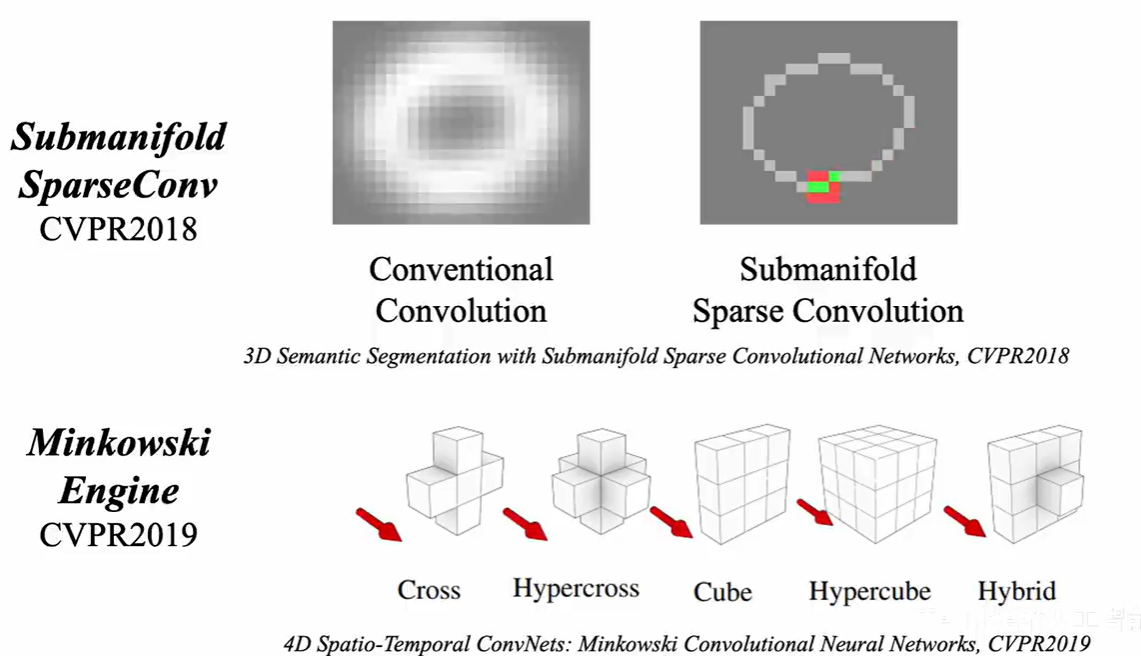 Submanifold
SparseConv
CVPR2018
Conventional
Convolution
Submanifold
Sparse Convolution
3D Semantic Segmentation with Submanifold Sparse Convolutional Networks, CVPR2018
Minkowski
Engine
CVPR2019
Cross
Hypercross
Cube
Hypercube
Hybrid
4D Spatio-Temporal ConvNets: Minkowski Convolutional Neural Networks, CVPR2019